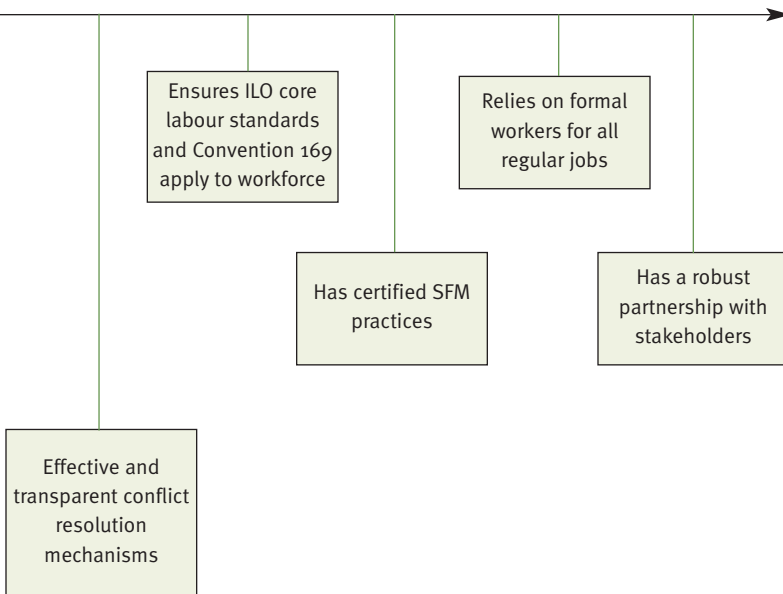 Ensures ILO core
labour standards
and Convention 169
apply to workforce
Relies on formal
workers for all
regular jobs
Has certified SFM
practices
Has a robust
partnership with
stakeholders
Effective and
transparent conflict
resolution
mechanisms